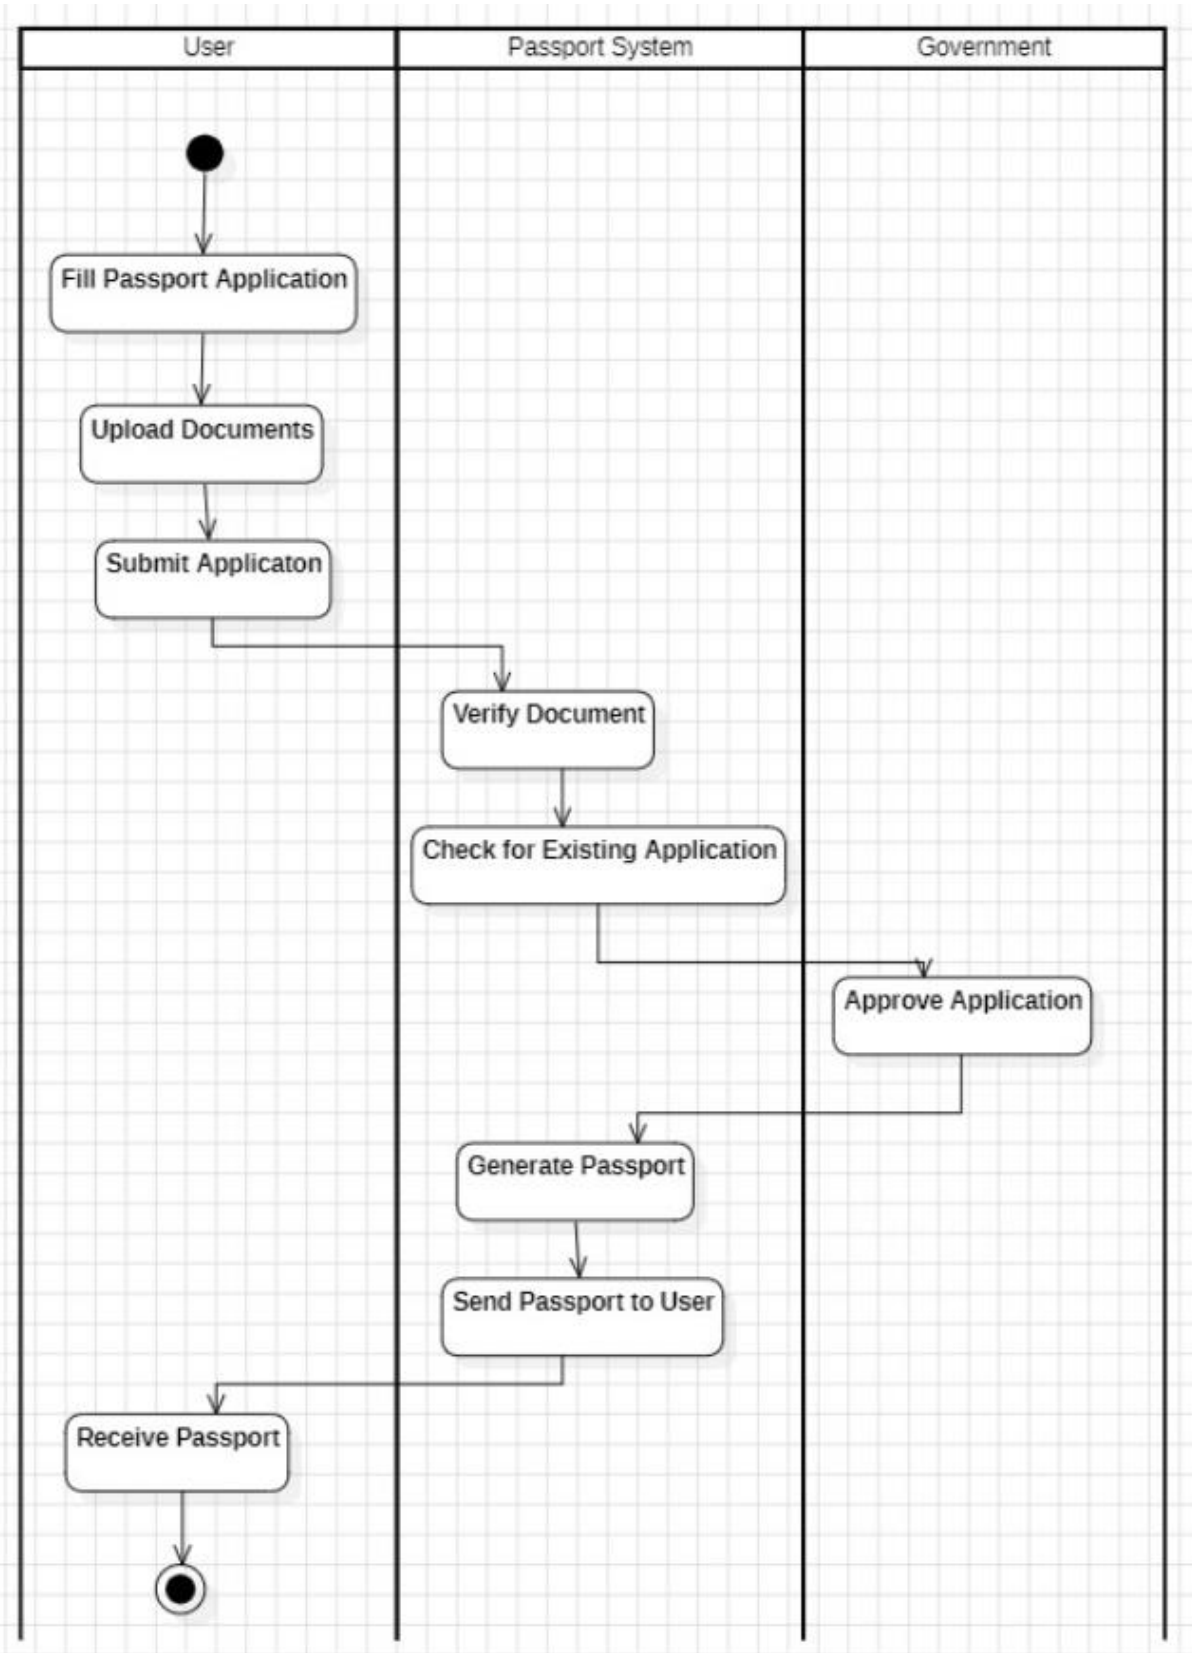 User
Passport System
Government
Fill Passport Application
Upload Documents
Submit Applicaton
Verify Document
Check for Existing Application
Approve Application
Generate Passport
Send Passport to User
Receive Passport